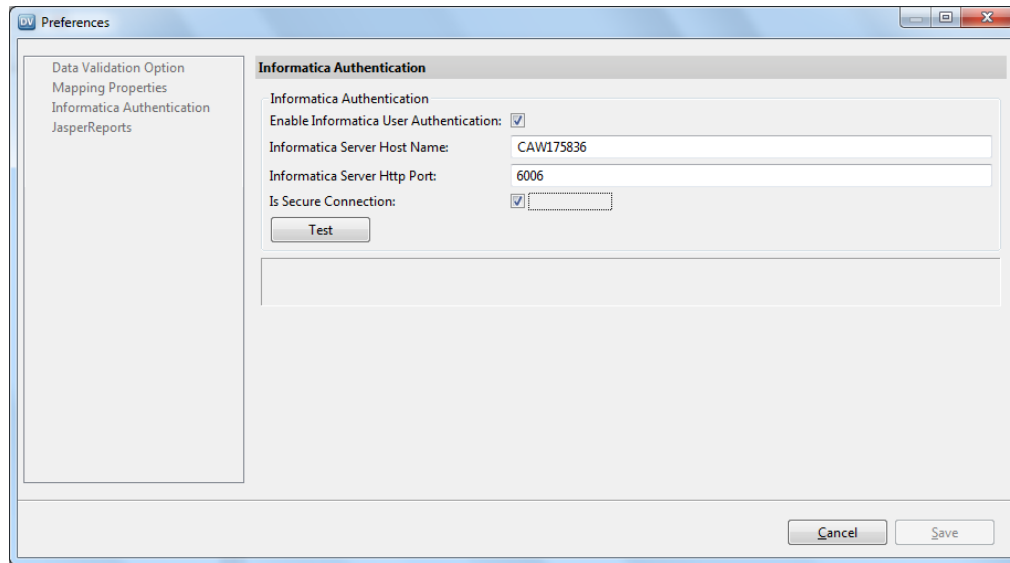 DV Preferences
Data Validation Option
Mapping Properties
Informatica Authentication
JasperReports
Informatica Authentication
Informatica Authentication
Enable Informatica User Authentication:
Informatica Server Host Name: CAW175836
Informatica Server Http Port: 6006
Is Secure Connection:
Test
Cancel Save